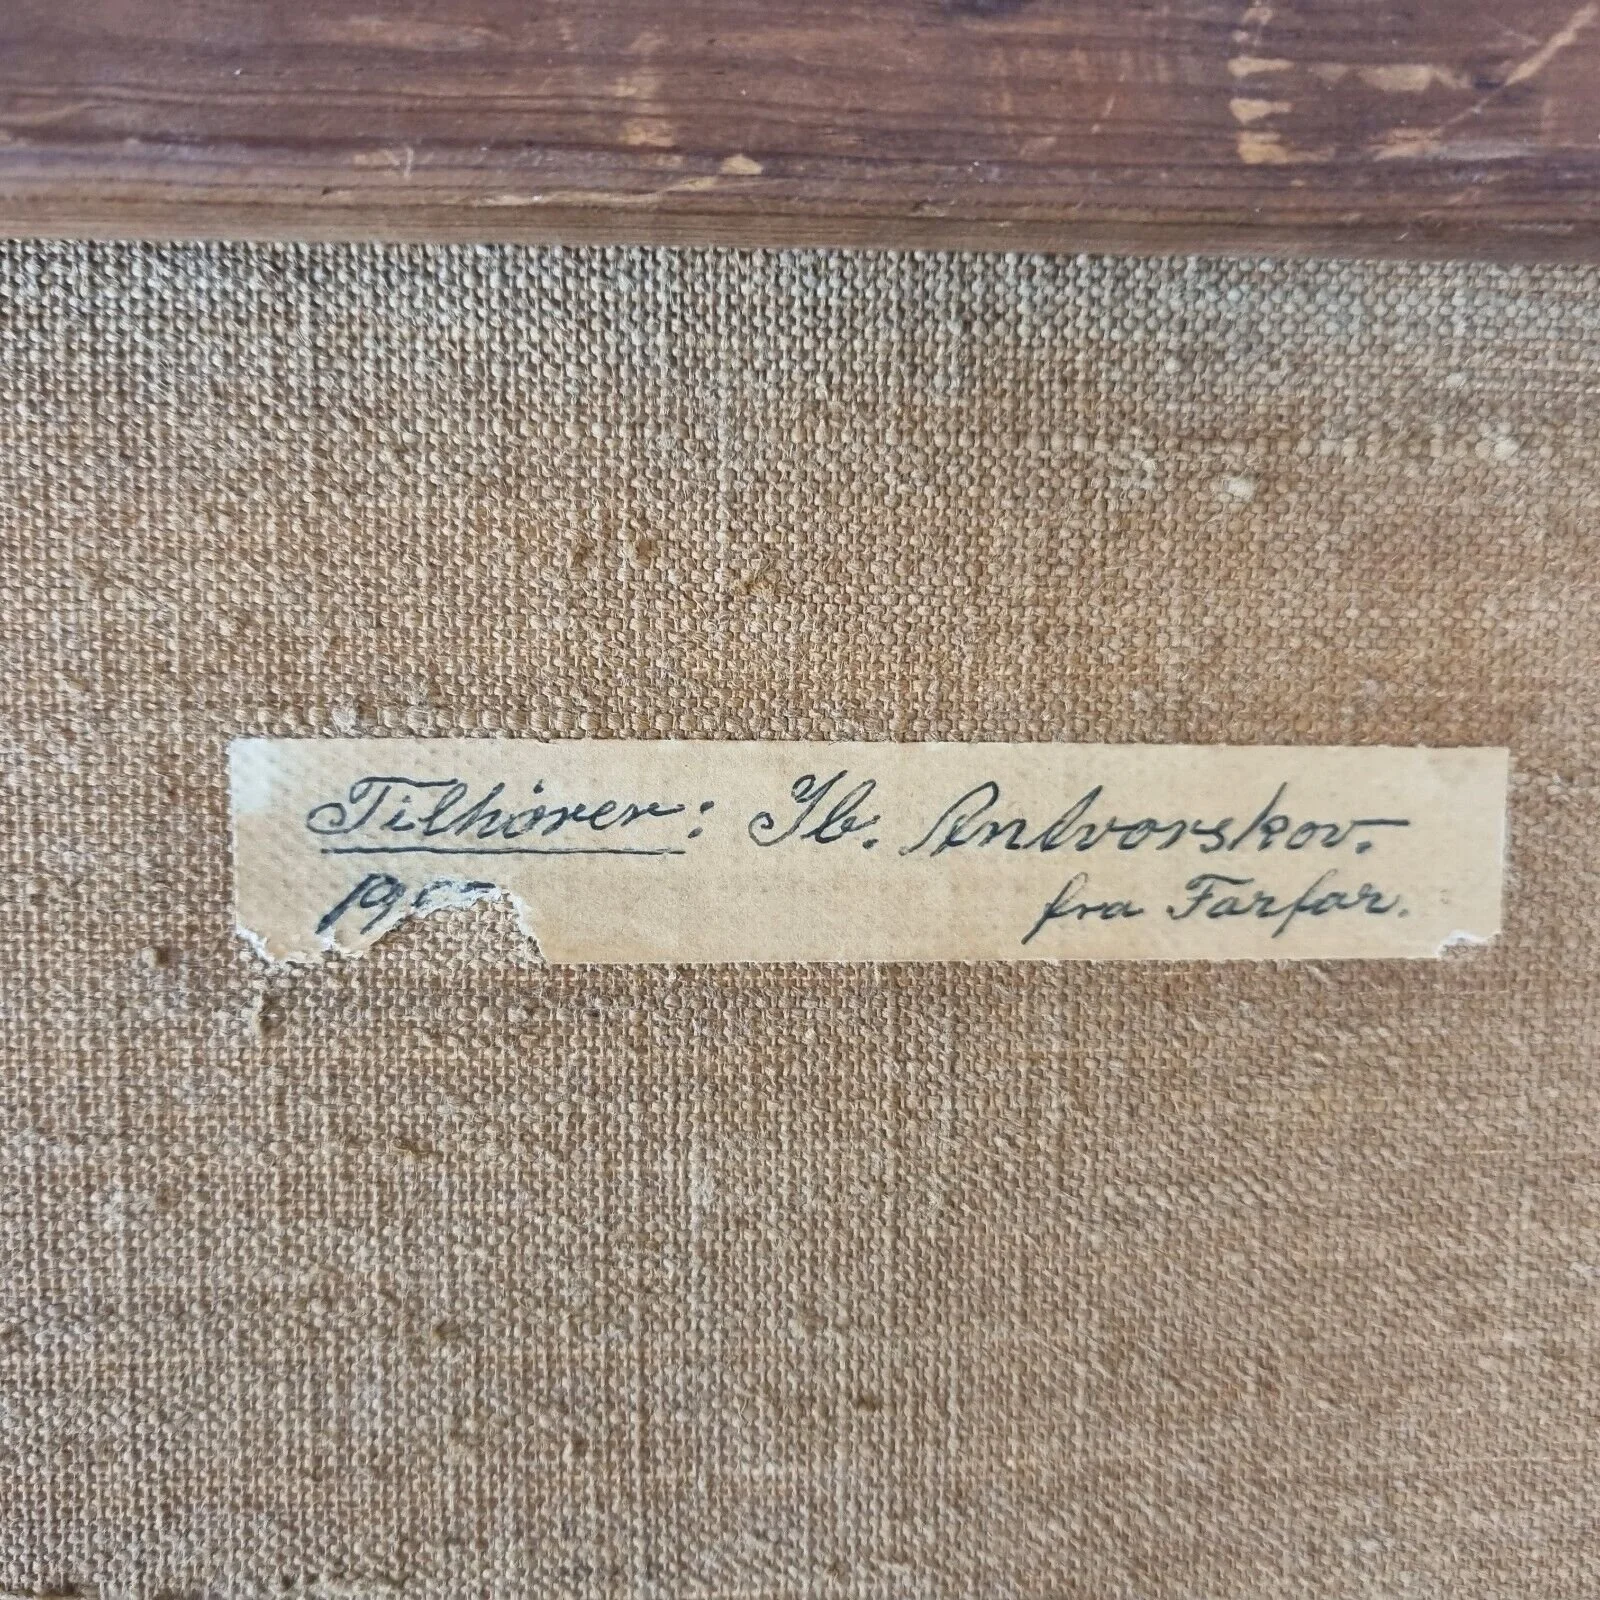 Tilhører: Ib. Antvorskov.
fra Farfar.